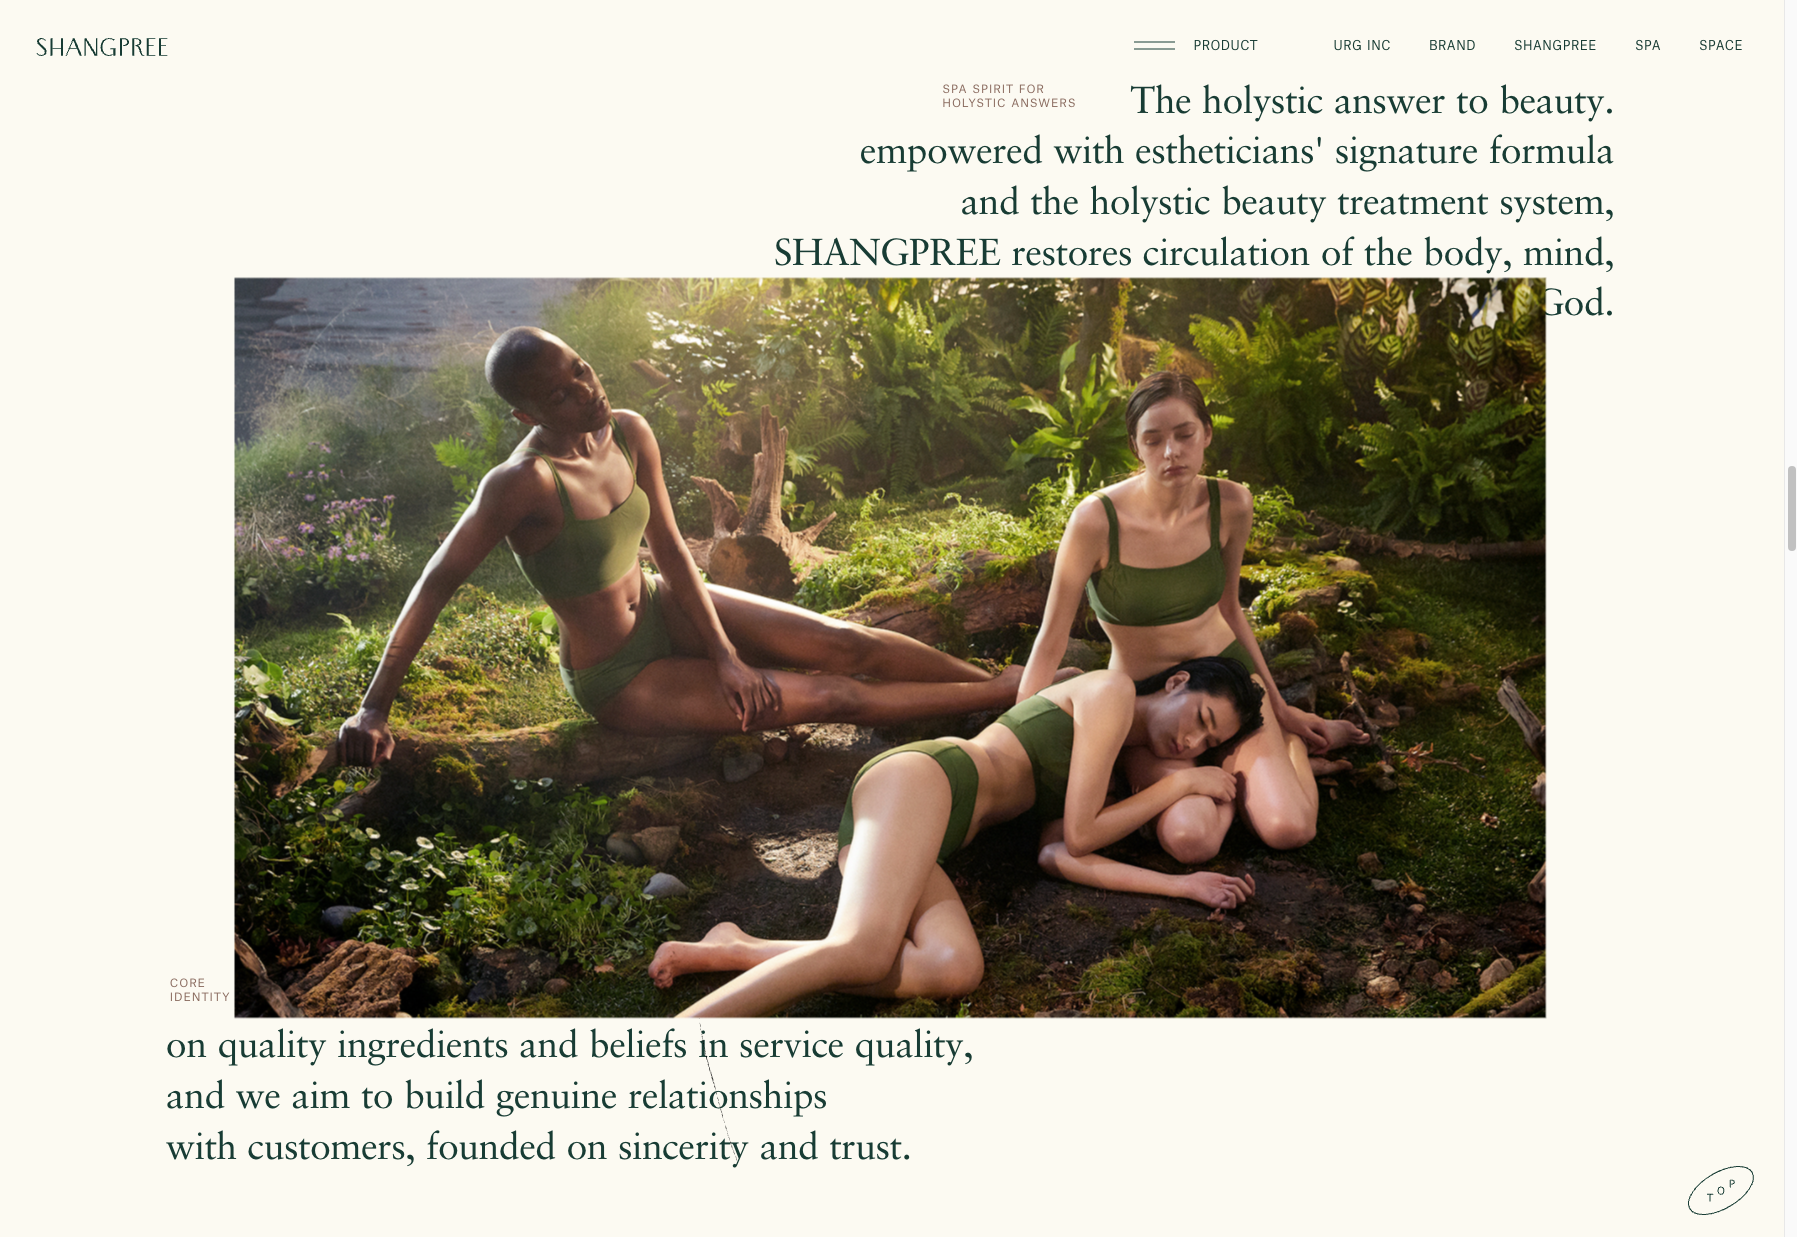 SHANGPREE
PRODUCT URG INC BRAND SHANGPREE SPA SPACE
SPA SPIRIT FOR
HOLYSTIC ANSWERS
The holystic answer to beauty.
empowered with estheticians' signature formula
and the holystic beauty treatment system,
SHANGPREE restores circulation of the body, mind,
God.
CORE
IDENTITY
on quality ingredients and beliefs in service quality,
and we aim to build genuine relationships
with customers, founded on sincerity and trust.
TOP